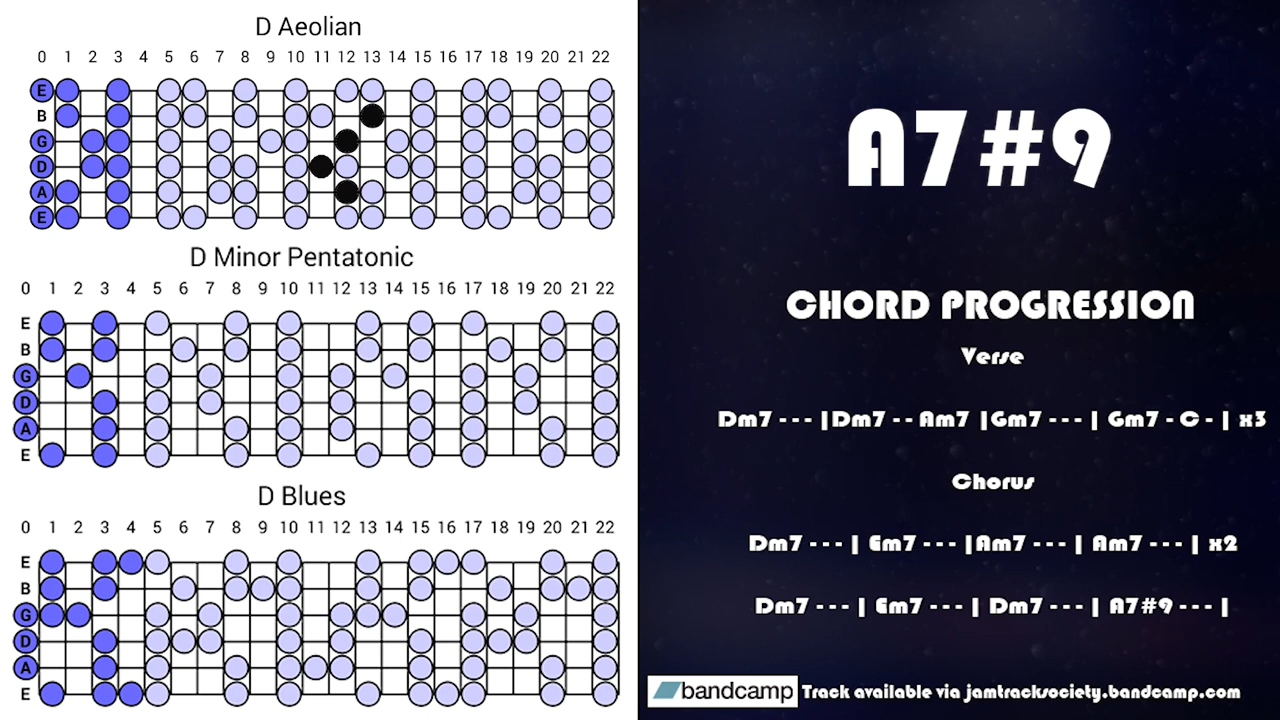 D Aeolian
0 1 2 3 4 5 6 7 8 9 10 11 12 13 14 15 16 17 18 19 20 21 22
E
B
G
D
A
E
D Minor Pentatonic
0 1 2 3 4 5 6 7 8 9 10 11 12 13 14 15 16 17 18 19 20 21 22
E
B
G
D
A
E
D Blues
0 1 2 3 4 5 6 7 8 9 10 11 12 13 14 15 16 17 18 19 20 21 22
E
B
G
D
A
E
A7#9
CHORD PROGRESSION
Verse
Dm7 - - - |Dm7 - - Am7 |Gm7 - - - | Gm7 - C - | x3
Chorus
Dm7 - - - | Em7 - - - |Am7 - - - | Am7 - - - | x2
Dm7 - - - | Em7 - - - | Dm7 - - - | A7#9 - - - |
bandcamp Track available via jamtracksociety.bandcamp.com